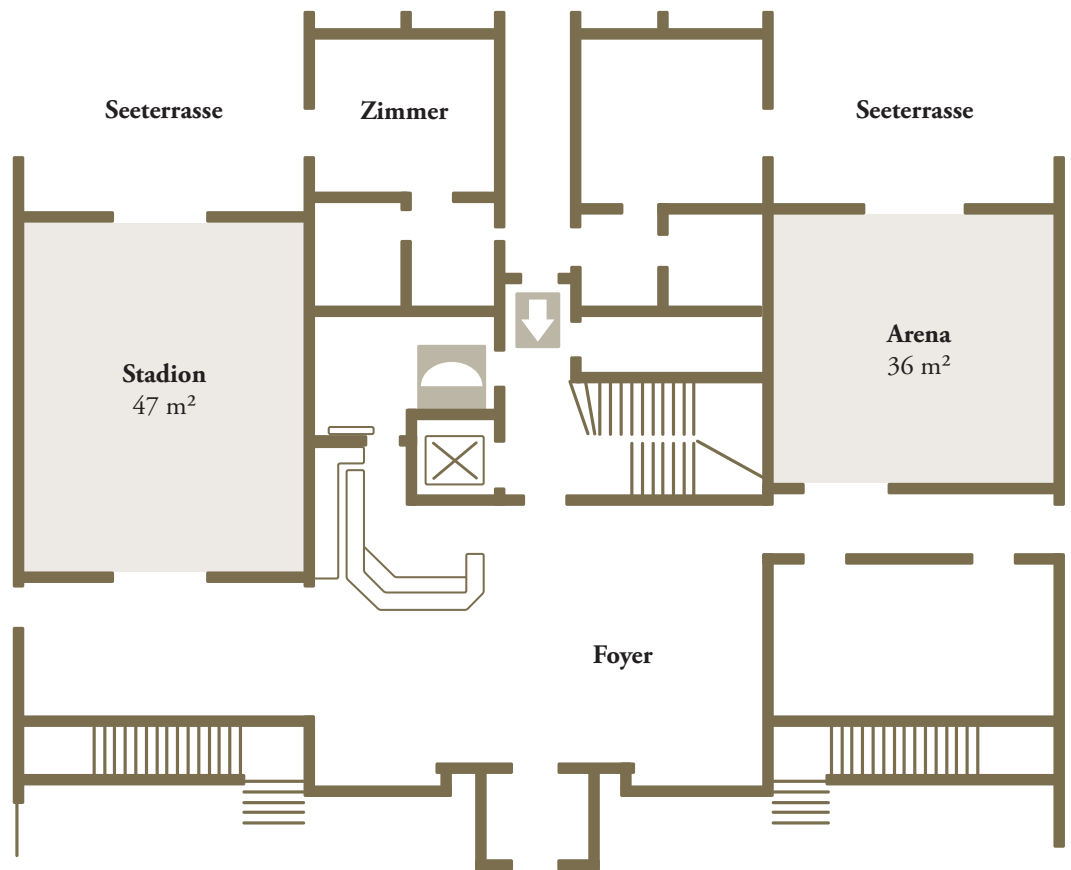 Seeterrasse
Zimmer
Seeterrasse
Stadion
47 m²
Arena
36 m²
Foyer